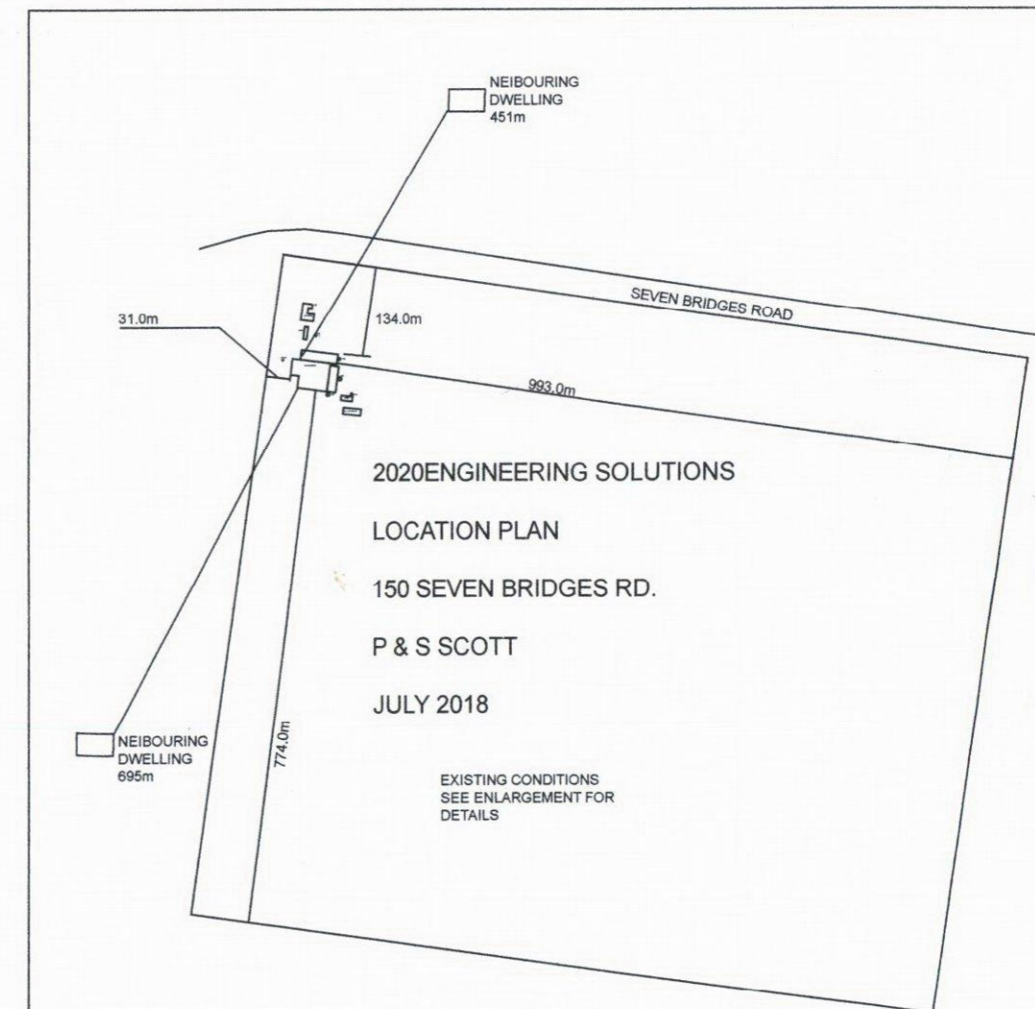 NEIBOURING
DWELLING
451m
SEVEN BRIDGES ROAD
31.0m
134.0m
993.0m
2020ENGINEERING SOLUTIONS
LOCATION PLAN
150 SEVEN BRIDGES RD.
P & S SCOTT
JULY 2018
NEIBOURING
DWELLING
695m
774.0m
EXISTING CONDITIONS
SEE ENLARGEMENT FOR
DETAILS